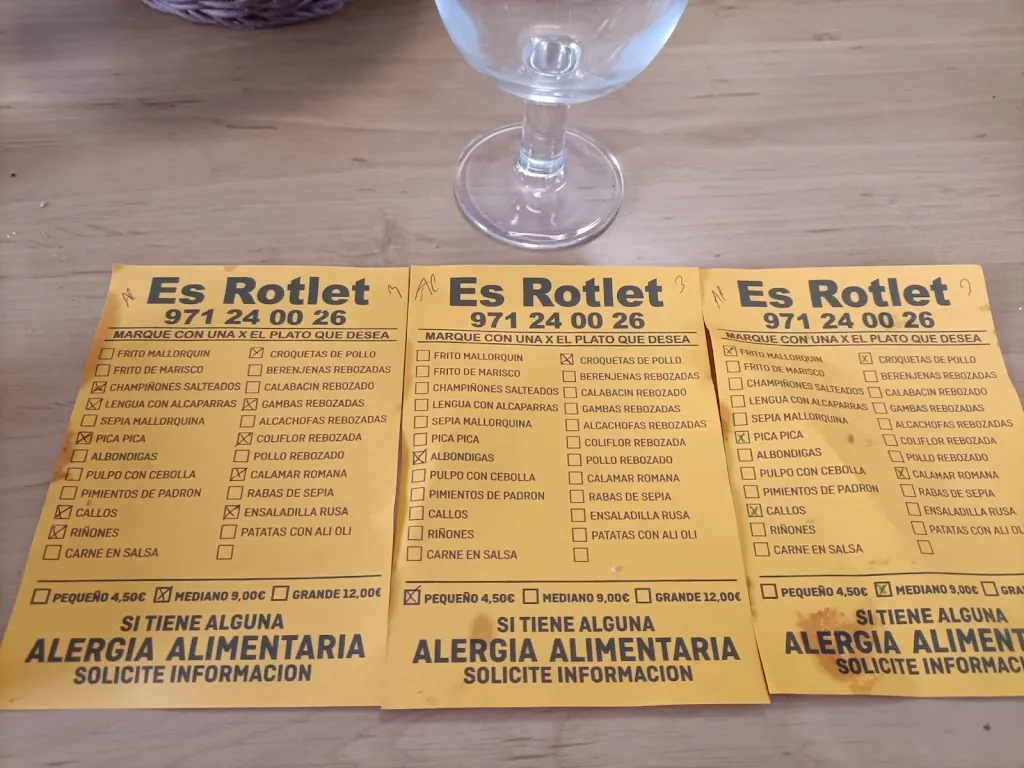 Es Rotlet
971 24 00 26
MARQUE CON UNA X EL PLATO QUE DESEA
FRITO MALLORQUIN
FRITO DE MARISCO
CHAMPIÑONES SALTEADOS
LENGUA CON ALCAPARRAS
SEPIA MALLORQUINA
PICA PICA
ALBONDIGAS
PULPO CON CEBOLLA
PIMIENTOS DE PADRON
CALLOS
RIÑONES
CARNE EN SALSA
CROQUETAS DE POLLO
BERENJENAS REBOZADAS
CALABACIN REBOZADO
GAMBAS REBOZADAS
ALCACHOFAS REBOZADAS
COLIFLOR REBOZADA
POLLO REBOZADO
CALAMAR ROMANA
RABAS DE SEPIA
ENSALADILLA RUSA
PATATAS CON ALI OLI
PEQUEÑO 4,50€ MEDIANO 9,00€ GRANDE 12,00€
SI TIENE ALGUNA
ALERGIA ALIMENTARIA
SOLICITE INFORMACION
AP Es Rotlet 3
971 24 00 26
MARQUE CON UNA X EL PLATO QUE DESEA
FRITO MALLORQUIN
FRITO DE MARISCO
CHAMPIÑONES SALTEADOS
LENGUA CON ALCAPARRAS
SEPIA MALLORQUINA
PICA PICA
ALBONDIGAS
PULPO CON CEBOLLA
PIMIENTOS DE PADRON
CALLOS
RIÑONES
CARNE EN SALSA
CROQUETAS DE POLLO
BERENJENAS REBOZADAS
CALABACIN REBOZADO
GAMBAS REBOZADAS
ALCACHOFAS REBOZADAS
COLIFLOR REBOZADA
POLLO REBOZADO
CALAMAR ROMANA
RABAS DE SEPIA
ENSALADILLA RUSA
PATATAS CON ALI OLI
PEQUEÑO 4,50€ MEDIANO 9,00€ GRANDE 12,00€
SI TIENE ALGUNA
ALERGIA ALIMENTARIA
SOLICITE INFORMACION
Es Rotlet
971 24 00 26
MARQUE CON UNA X EL PLATO QUE DESEA
FRITO MALLORQUIN
FRITO DE MARISCO
CHAMPIÑONES SALTEADOS
LENGUA CON ALCAPARRAS
SEPIA MALLORQUINA
PICA PICA
ALBONDIGAS
PULPO CON CEBOLLA
PIMIENTOS DE PADRON
CALLOS
RIÑONES
CARNE EN SALSA
CROQUETAS DE POLLO
BERENJENAS REBOZADAS
CALABACIN REBOZADO
GAMBAS REBOZADAS
ALCACHOFAS REBOZADAS
COLIFLOR REBOZADA
POLLO REBOZADO
CALAMAR ROMANA
RABAS DE SEPIA
ENSALADILLA RUSA
PATATAS CON ALI OLI
PEQUEÑO 4,50€ MEDIANO 9,00€ GRA
SI TIENE ALGUNA
ALERGIA ALIMENT
SOLICITE INFORMACI